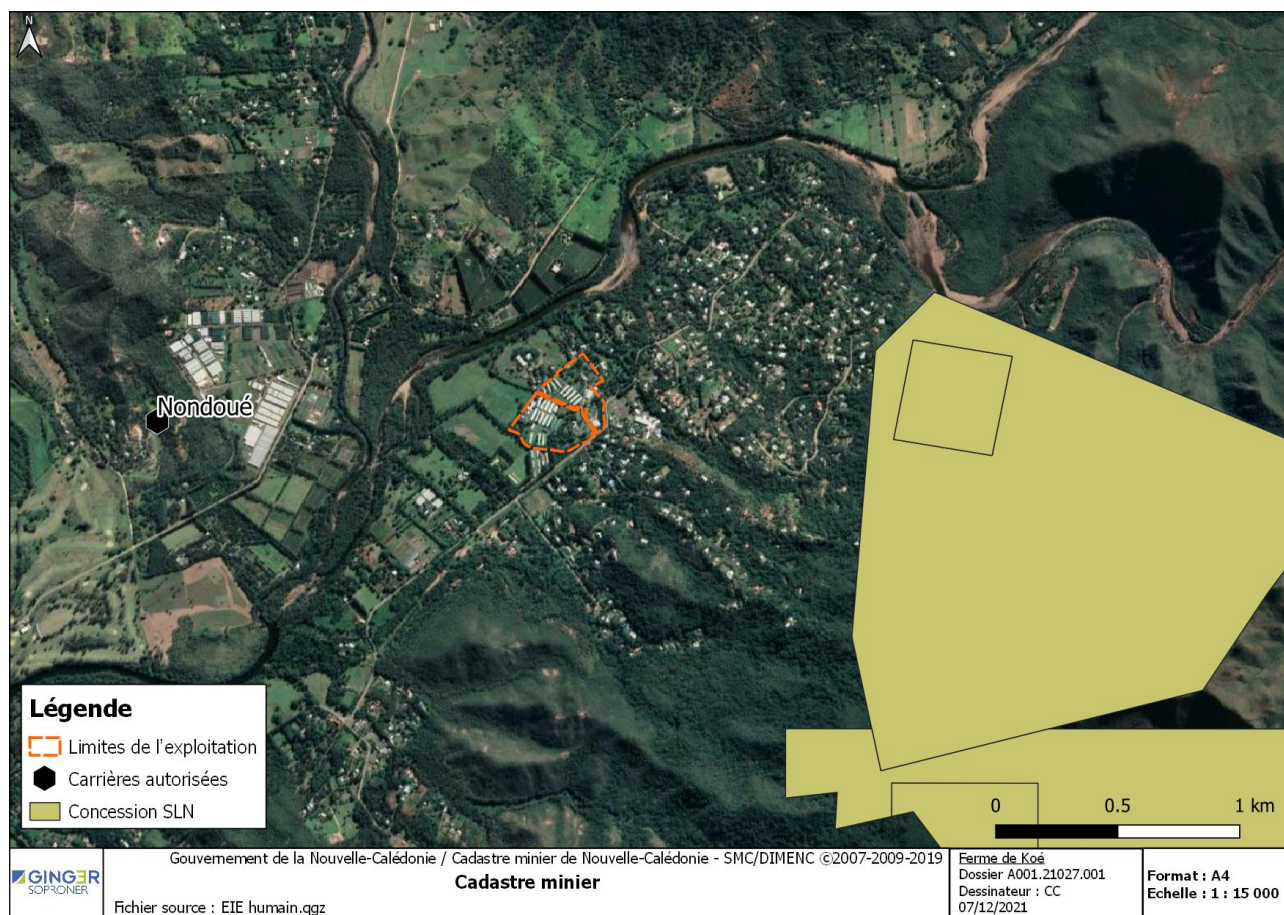 N
Nondoué
Légende
Limites de l'exploitation
Carrières autorisées
Concession SLN
0 0.5 1 km
GINGER
SOPRONER
Gouvernement de la Nouvelle-Calédonie / Cadastre minier de Nouvelle-Calédonie - SMC/DIMENC ©2007-2009-2019
Cadastre minier
Fichier source : EIE humain.qgz
Ferme de Koé
Dossier A001.21027.001
Dessinateur : CC
07/12/2021
Format : A4
Echelle : 1 : 15 000